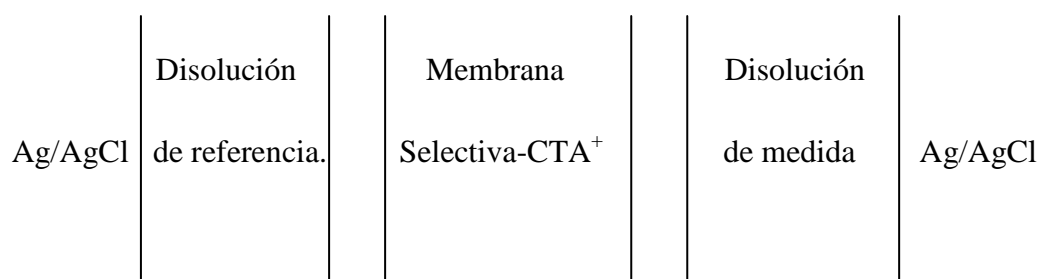 Disolución Membrana Disolución
Ag/AgCl de referencia. Selectiva-CTA⁺ de medida Ag/AgCl